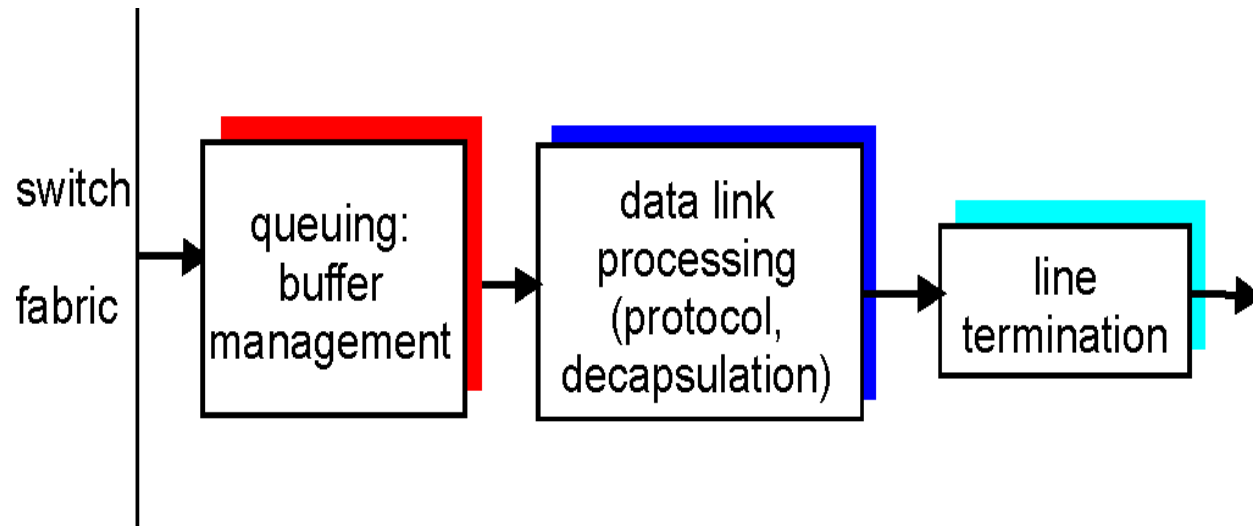 switch
fabric
queuing:
buffer
management
data link
processing
(protocol,
decapsulation)
line
termination